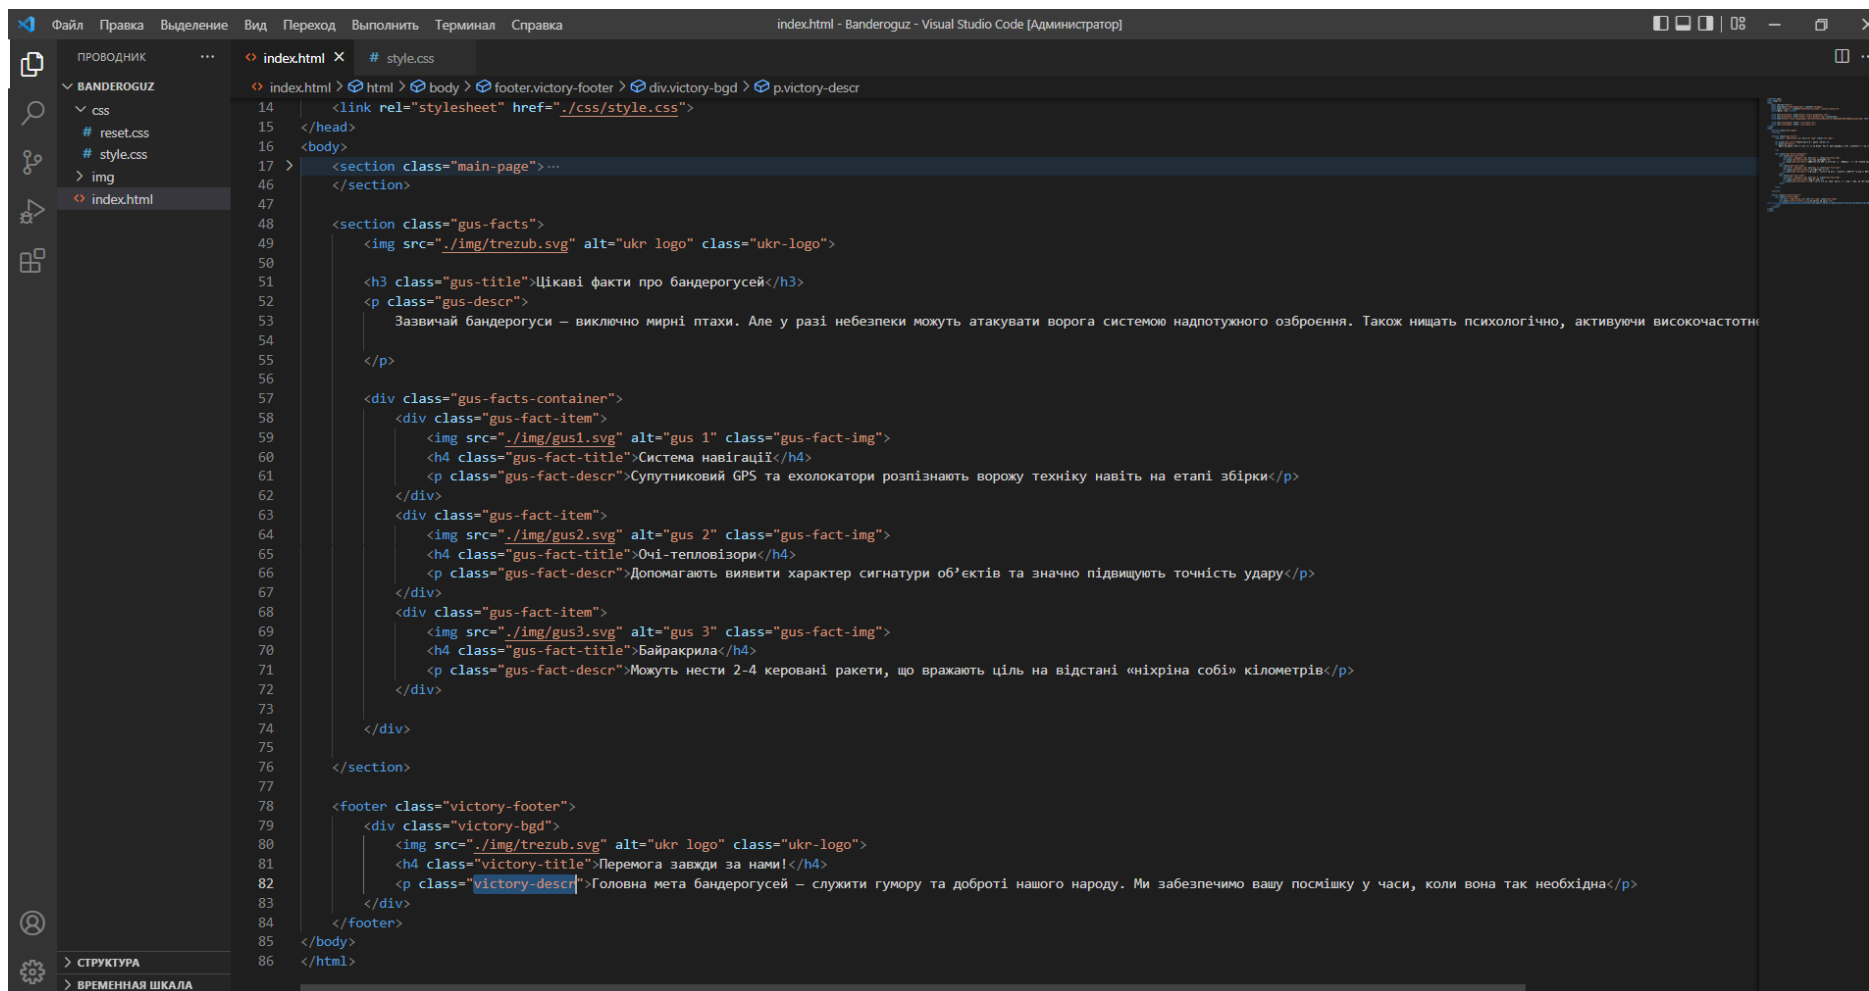 Файл Правка Выделение Вид Переход Выполнить Терминал Справка index.html - Banderoguz - Visual Studio Code [Администратор]
ПРОВОДНИК ···
BANDEROGUZ
css
# reset.css
# style.css
img
index.html
СТРУКТУРА
ВРЕМЕННАЯ ШКАЛА
index.html # style.css
index.html > html > body > footer.victory-footer > div.victory-bgd > p.victory-descr
14 <link rel="stylesheet" href="./css/style.css">
15 </head>
16 <body>
17 <section class="main-page"> ···
46 </section>
47
48 <section class="gus-facts">
49 <img src="./img/trezub.svg" alt="ukr logo" class="ukr-logo">
50
51 <h3 class="gus-title">Цікаві факти про бандерогусей</h3>
52 <p class="gus-descr">
53 Зазвичай бандерогуси – виключно мирні птахи. Але у разі небезпеки можуть атакувати ворога системою надпотужного озброєння. Також нищать психологічно, активуючи високочастотне
54
55 </p>
56
57 <div class="gus-facts-container">
58 <div class="gus-fact-item">
59 <img src="./img/gus1.svg" alt="gus 1" class="gus-fact-img">
60 <h4 class="gus-fact-title">Система навігації</h4>
61 <p class="gus-fact-descr">Супутниковий GPS та ехолокатори розпізнають ворожу техніку навіть на етапі збірки</p>
62 </div>
63 <div class="gus-fact-item">
64 <img src="./img/gus2.svg" alt="gus 2" class="gus-fact-img">
65 <h4 class="gus-fact-title">Очі-тепловізори</h4>
66 <p class="gus-fact-descr">Допомагають виявити характер сигнатури об’єктів та значно підвищують точність удару</p>
67 </div>
68 <div class="gus-fact-item">
69 <img src="./img/gus3.svg" alt="gus 3" class="gus-fact-img">
70 <h4 class="gus-fact-title">Байракрила</h4>
71 <p class="gus-fact-descr">Можуть нести 2-4 керовані ракети, що вражають ціль на відстані «ніхріна собі» кілометрів</p>
72 </div>
73
74 </div>
75
76 </section>
77
78 <footer class="victory-footer">
79 <div class="victory-bgd">
80 <img src="./img/trezub.svg" alt="ukr logo" class="ukr-logo">
81 <h4 class="victory-title">Перемога завжди за нами!</h4>
82 <p class="victory-descr">Головна мета бандерогусей – служити гумору та доброті нашого народу. Ми забезпечимо вашу посмішку у часи, коли вона так необхідна</p>
83 </div>
84 </footer>
85 </body>
86 </html>